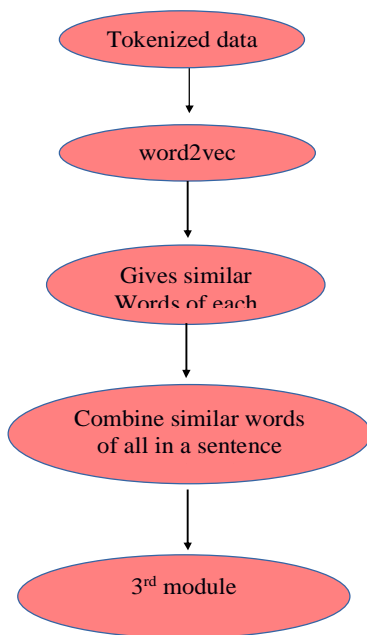 Tokenized data
word2vec
Gives similar
Words of each
Combine similar words
of all in a sentence
3rd module